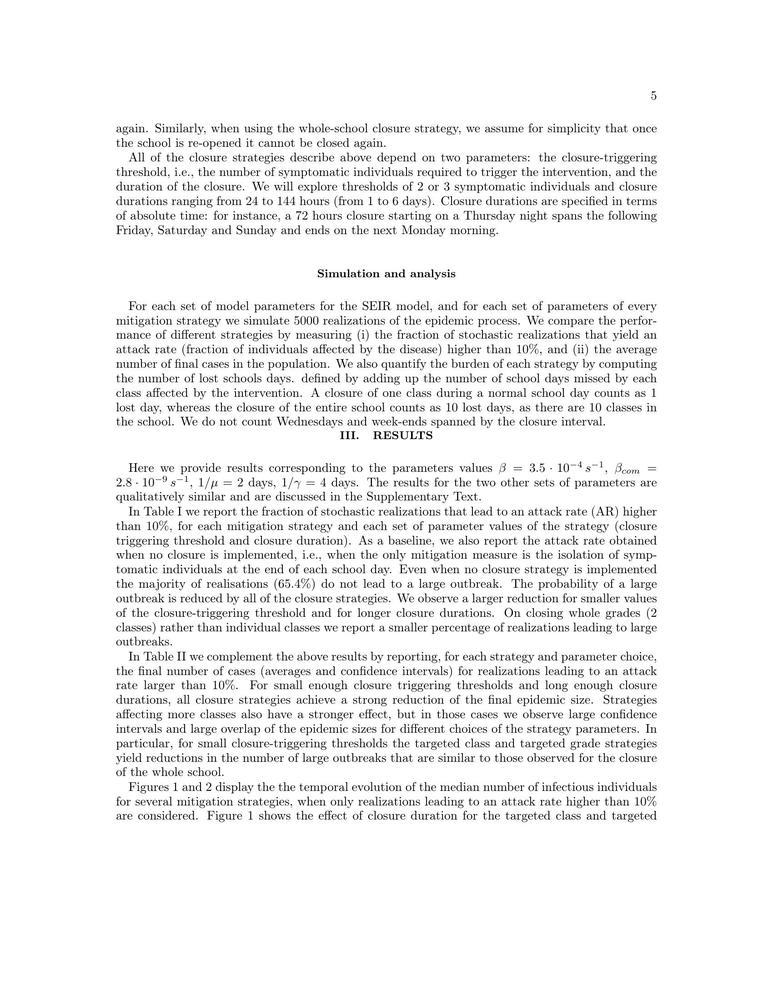 5
again. Similarly, when using the whole-school closure strategy, we assume for simplicity that once
the school is re-opened it cannot be closed again.
All of the closure strategies describe above depend on two parameters: the closure-triggering
threshold, i.e., the number of symptomatic individuals required to trigger the intervention, and the
duration of the closure. We will explore thresholds of 2 or 3 symptomatic individuals and closure
durations ranging from 24 to 144 hours (from 1 to 6 days). Closure durations are specified in terms
of absolute time: for instance, a 72 hours closure starting on a Thursday night spans the following
Friday, Saturday and Sunday and ends on the next Monday morning.
Simulation and analysis
For each set of model parameters for the SEIR model, and for each set of parameters of every
mitigation strategy we simulate 5000 realizations of the epidemic process. We compare the perfor-
mance of different strategies by measuring (i) the fraction of stochastic realizations that yield an
attack rate (fraction of individuals affected by the disease) higher than 10%, and (ii) the average
number of final cases in the population. We also quantify the burden of each strategy by computing
the number of lost schools days. defined by adding up the number of school days missed by each
class affected by the intervention. A closure of one class during a normal school day counts as 1
lost day, whereas the closure of the entire school counts as 10 lost days, as there are 10 classes in
the school. We do not count Wednesdays and week-ends spanned by the closure interval.
III. RESULTS
Here we provide results corresponding to the parameters values β = 3.5 · 10⁻⁴ s⁻¹, β_com =
2.8 · 10⁻⁹ s⁻¹, 1/μ = 2 days, 1/γ = 4 days. The results for the two other sets of parameters are
qualitatively similar and are discussed in the Supplementary Text.
In Table I we report the fraction of stochastic realizations that lead to an attack rate (AR) higher
than 10%, for each mitigation strategy and each set of parameter values of the strategy (closure
triggering threshold and closure duration). As a baseline, we also report the attack rate obtained
when no closure is implemented, i.e., when the only mitigation measure is the isolation of symp-
tomatic individuals at the end of each school day. Even when no closure strategy is implemented
the majority of realisations (65.4%) do not lead to a large outbreak. The probability of a large
outbreak is reduced by all of the closure strategies. We observe a larger reduction for smaller values
of the closure-triggering threshold and for longer closure durations. On closing whole grades (2
classes) rather than individual classes we report a smaller percentage of realizations leading to large
outbreaks.
In Table II we complement the above results by reporting, for each strategy and parameter choice,
the final number of cases (averages and confidence intervals) for realizations leading to an attack
rate larger than 10%. For small enough closure triggering thresholds and long enough closure
durations, all closure strategies achieve a strong reduction of the final epidemic size. Strategies
affecting more classes also have a stronger effect, but in those cases we observe large confidence
intervals and large overlap of the epidemic sizes for different choices of the strategy parameters. In
particular, for small closure-triggering thresholds the targeted class and targeted grade strategies
yield reductions in the number of large outbreaks that are similar to those observed for the closure
of the whole school.
Figures 1 and 2 display the the temporal evolution of the median number of infectious individuals
for several mitigation strategies, when only realizations leading to an attack rate higher than 10%
are considered. Figure 1 shows the effect of closure duration for the targeted class and targeted